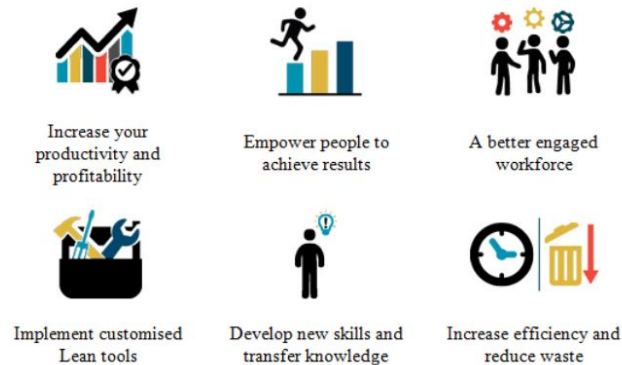 Increase your
productivity and
profitability
Empower people to
achieve results
A better engaged
workforce
Implement customised
Lean tools
Develop new skills and
transfer knowledge
Increase efficiency and
reduce waste